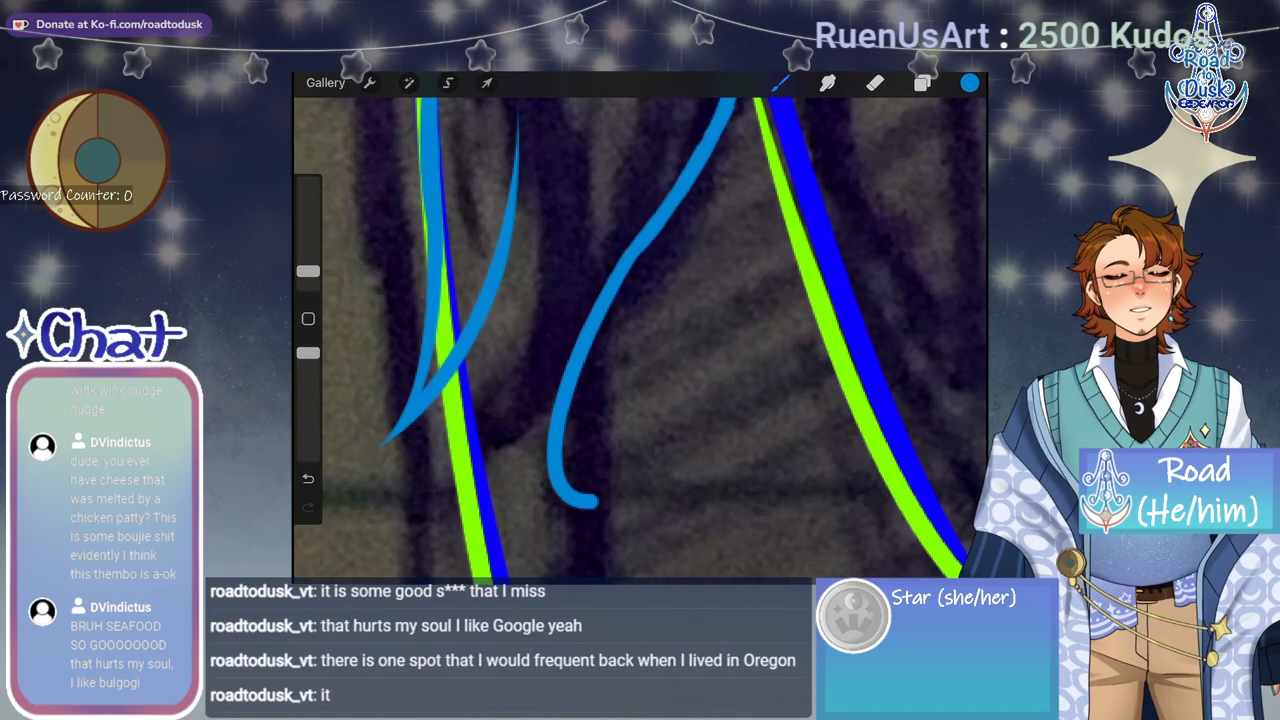 Donate at Ko-fi.com/roadtodusk
RuenUsArt : 2500 Kudos
Road
to
Dusk
Gallery
Password Counter: 0
Chat
wink wink nudge
nudge
DVindictus
dude, you ever
have cheese that
was melted by a
chicken patty? This
is some boujie shit
evidently I think
this thembo is a-ok
DVindictus
BRUH SEAFOOD
SO GOOOOOOOD
that hurts my soul,
I like bulgogi
roadtodusk_vt: it is some good s*** that I miss
roadtodusk_vt: that hurts my soul I like Google yeah
roadtodusk_vt: there is one spot that I would frequent back when I lived in Oregon
roadtodusk_vt: it
Star (she/her)
Road
(He/him)